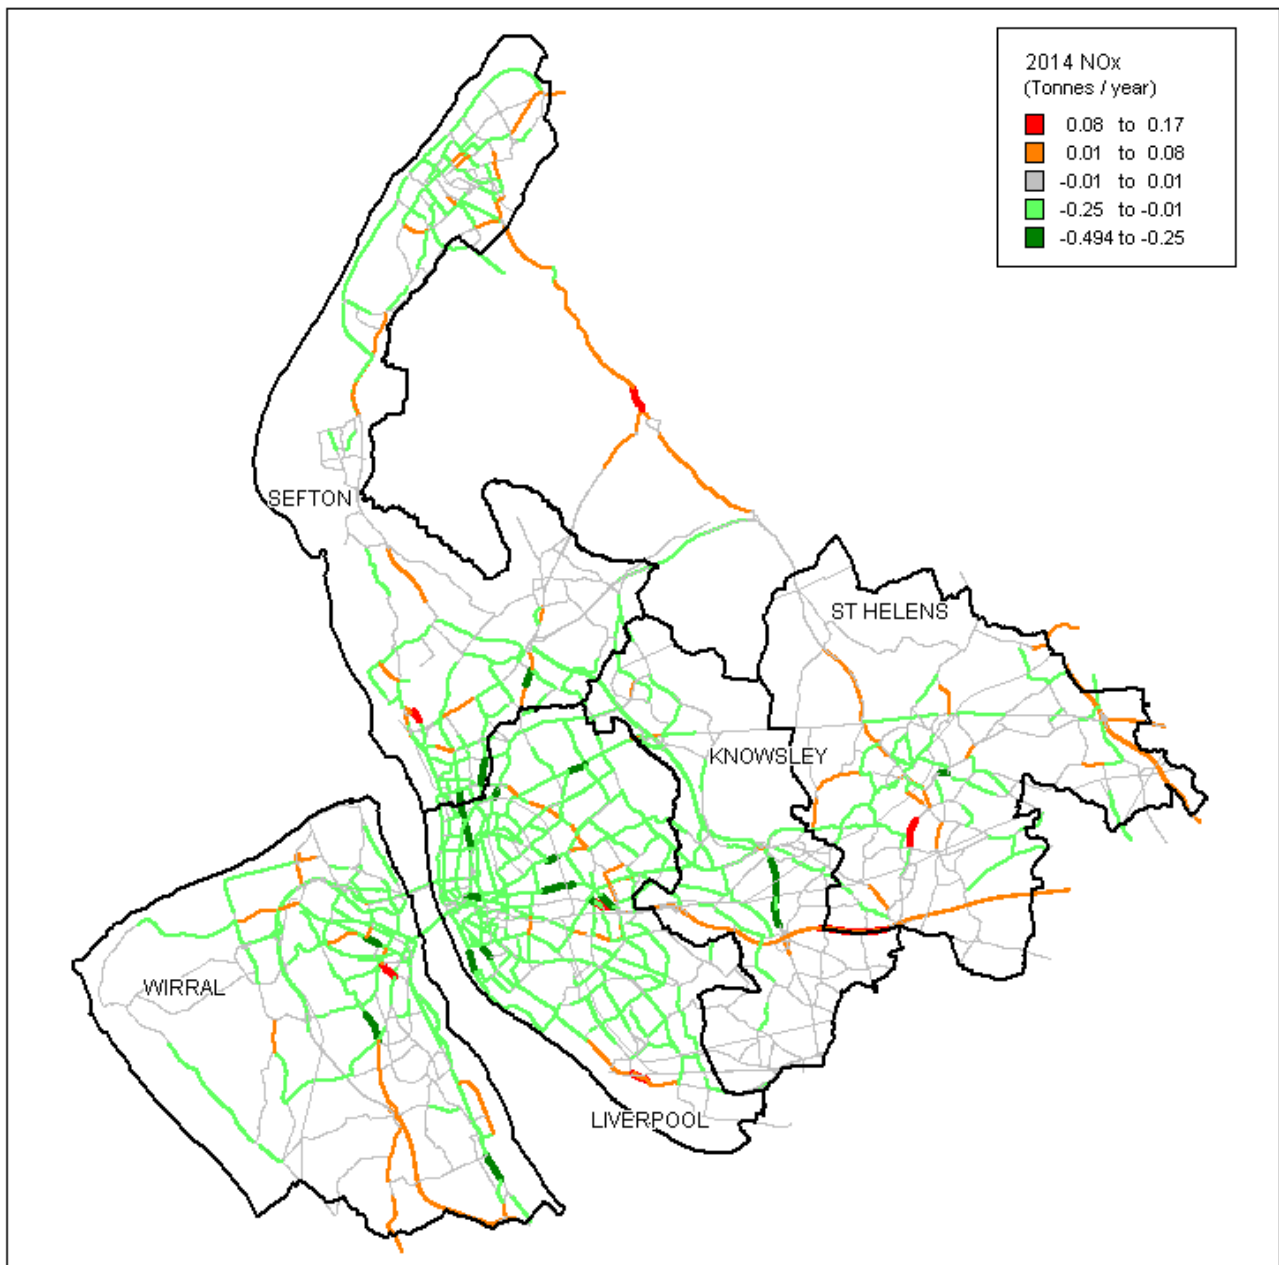 2014 NOx
(Tonnes / year)
0.08 to 0.17
0.01 to 0.08
-0.01 to 0.01
-0.25 to -0.01
-0.494 to -0.25
SEFTON
ST HELENS
KNOWSLEY
WIRRAL
LIVERPOOL